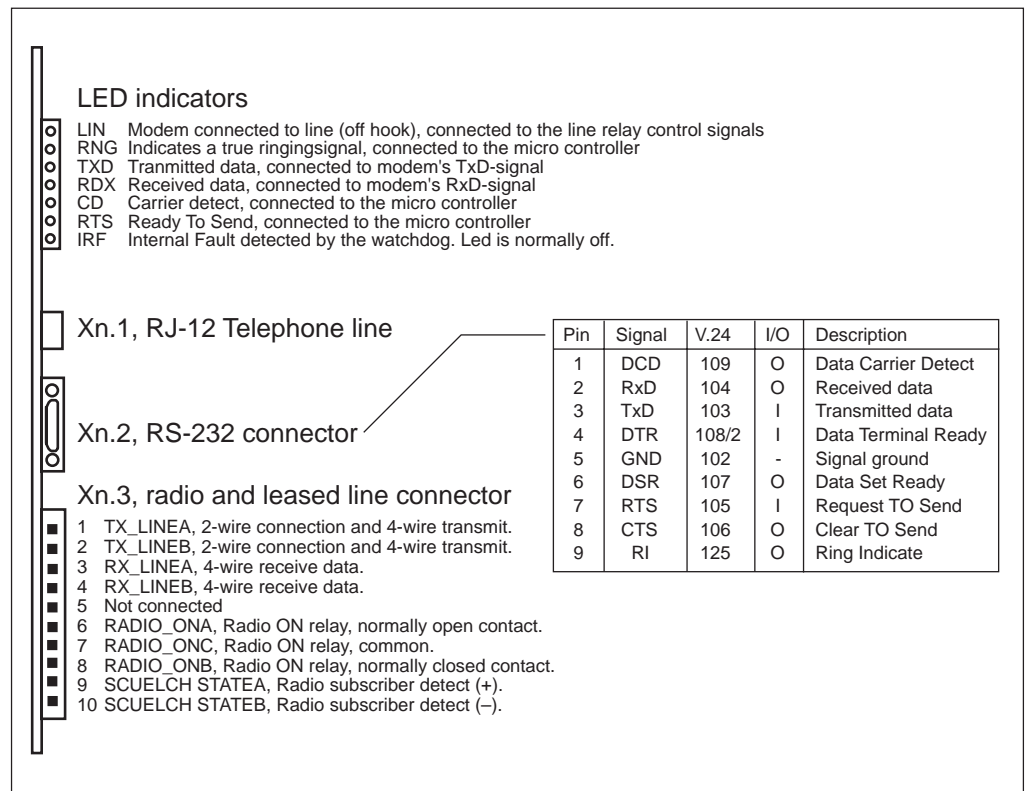 LED indicators
LIN Modem connected to line (off hook), connected to the line relay control signals
RNG Indicates a true ringingsignal, connected to the micro controller
TXD Tranmitted data, connected to modem's TxD-signal
RDX Received data, connected to modem's RxD-signal
CD Carrier detect, connected to the micro controller
RTS Ready To Send, connected to the micro controller
IRF Internal Fault detected by the watchdog. Led is normally off.
Xn.1, RJ-12 Telephone line
Xn.2, RS-232 connector
Pin Signal V.24 I/O Description
1 DCD 109 O Data Carrier Detect
2 RxD 104 O Received data
3 TxD 103 I Transmitted data
4 DTR 108/2 I Data Terminal Ready
5 GND 102 - Signal ground
6 DSR 107 O Data Set Ready
7 RTS 105 I Request TO Send
8 CTS 106 O Clear TO Send
9 RI 125 O Ring Indicate
Xn.3, radio and leased line connector
1 TX_LINEA, 2-wire connection and 4-wire transmit.
2 TX_LINEB, 2-wire connection and 4-wire transmit.
3 RX_LINEA, 4-wire receive data.
4 RX_LINEB, 4-wire receive data.
5 Not connected
6 RADIO_ONA, Radio ON relay, normally open contact.
7 RADIO_ONC, Radio ON relay, common.
8 RADIO_ONB, Radio ON relay, normally closed contact.
9 SCUELCH STATEA, Radio subscriber detect (+).
10 SCUELCH STATEB, Radio subscriber detect (–).